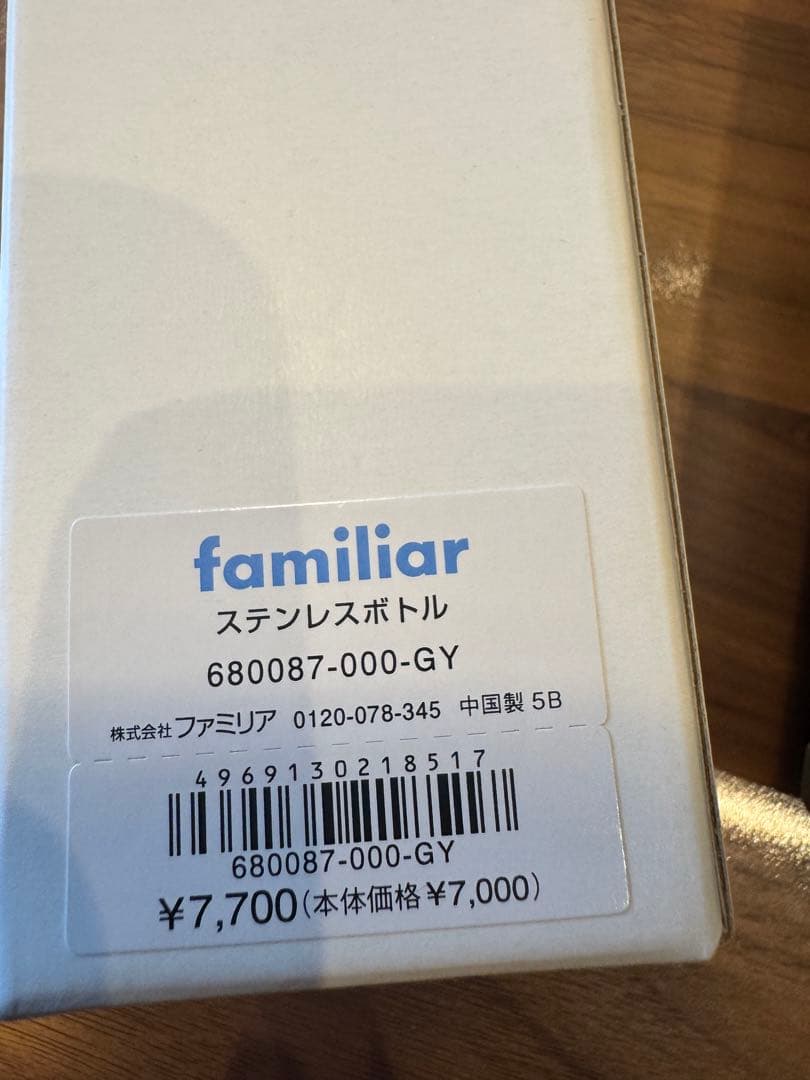 familiar
ステンレスボトル
680087-000-GY
株式会社ファミリア 0120-078-345 中国製 5B
4969130218517
680087-000-GY
¥7,700(本体価格¥7,000)